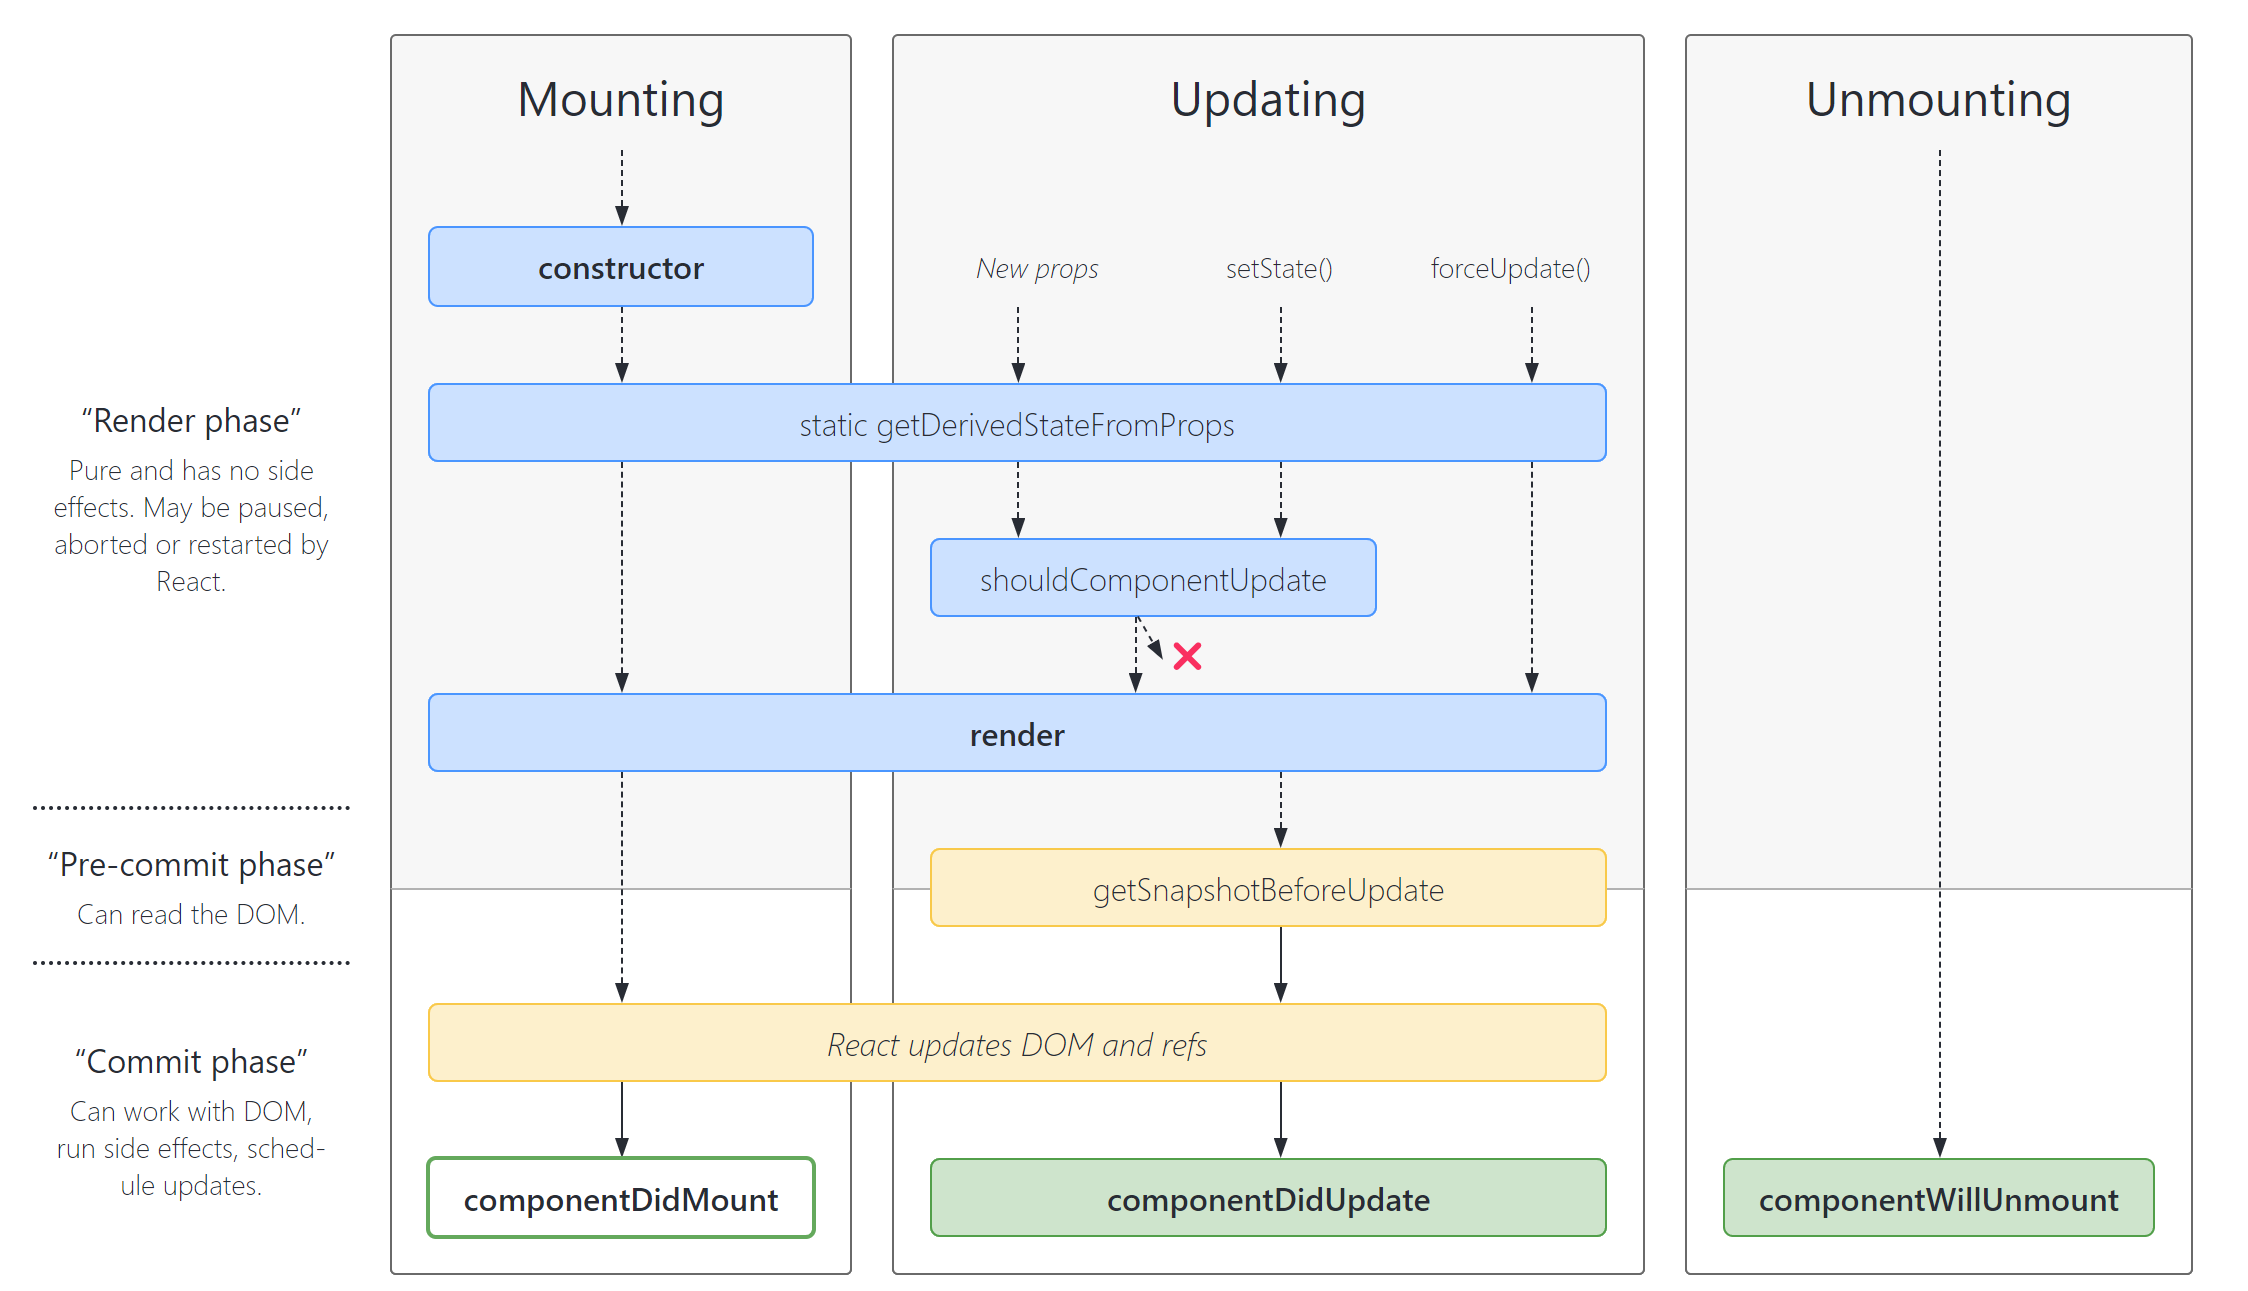 Mounting
Updating
Unmounting
constructor
New props
setState()
forceUpdate()
static getDerivedStateFromProps
“Render phase”
Pure and has no side
effects. May be paused,
aborted or restarted by
React.
shouldComponentUpdate
render
“Pre-commit phase”
Can read the DOM.
getSnapshotBeforeUpdate
React updates DOM and refs
“Commit phase”
Can work with DOM,
run side effects, sched-
ule updates.
componentDidMount
componentDidUpdate
componentWillUnmount